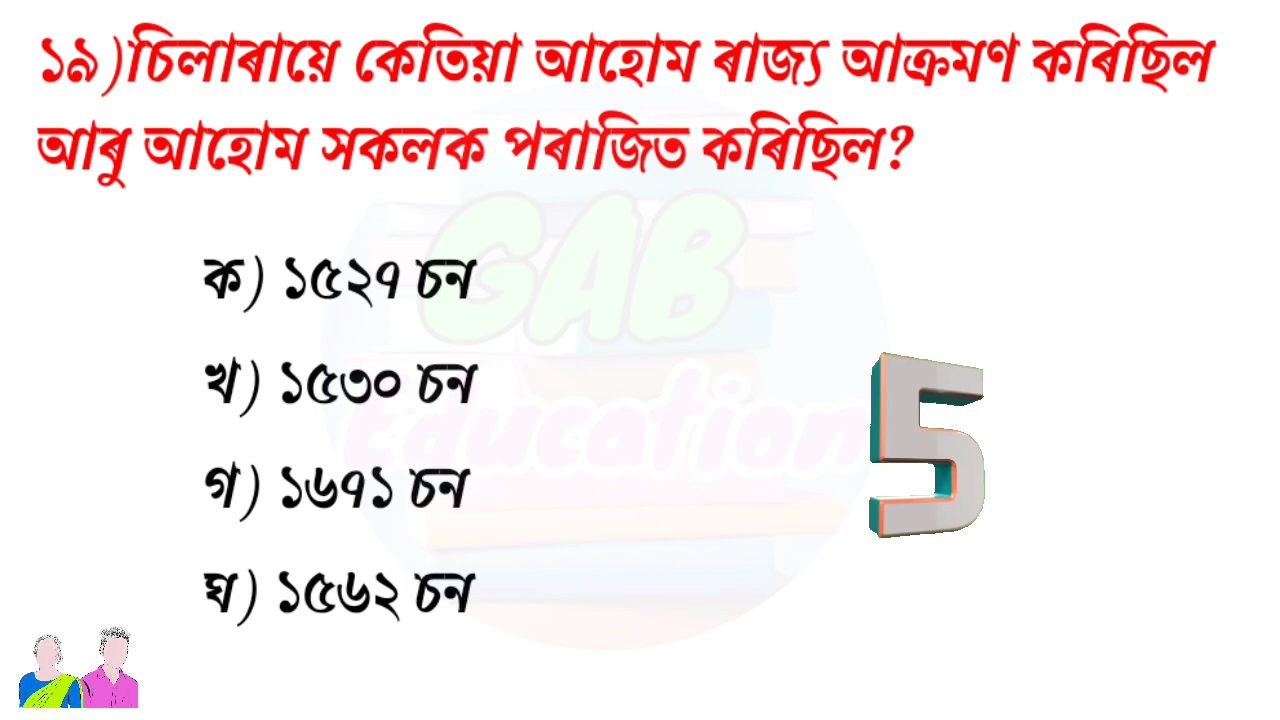 ১৯)চিলাৰায়ে কেতিয়া আহোম ৰাজ্য আক্ৰমণ কৰিছিল
আৰু আহোম সকলক পৰাজিত কৰিছিল?
GAB
ক) ১৫২৭ চন
খ) ১৫৩০ চন
Education
5
গ) ১৬৭১ চন
ঘ) ১৫৬২ চন